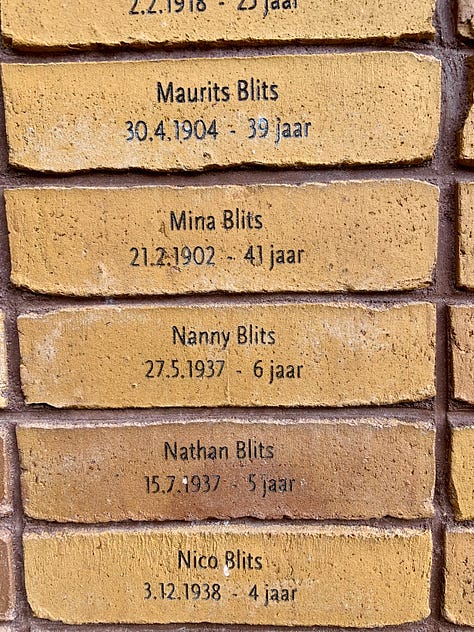 2.2.1918 - 25 jaar
Maurits Blits
30.4.1904 - 39 jaar
Mina Blits
21.2.1902 - 41 jaar
Nanny Blits
27.5.1937 - 6 jaar
Nathan Blits
15.7.1937 - 5 jaar
Nico Blits
3.12.1938 - 4 jaar